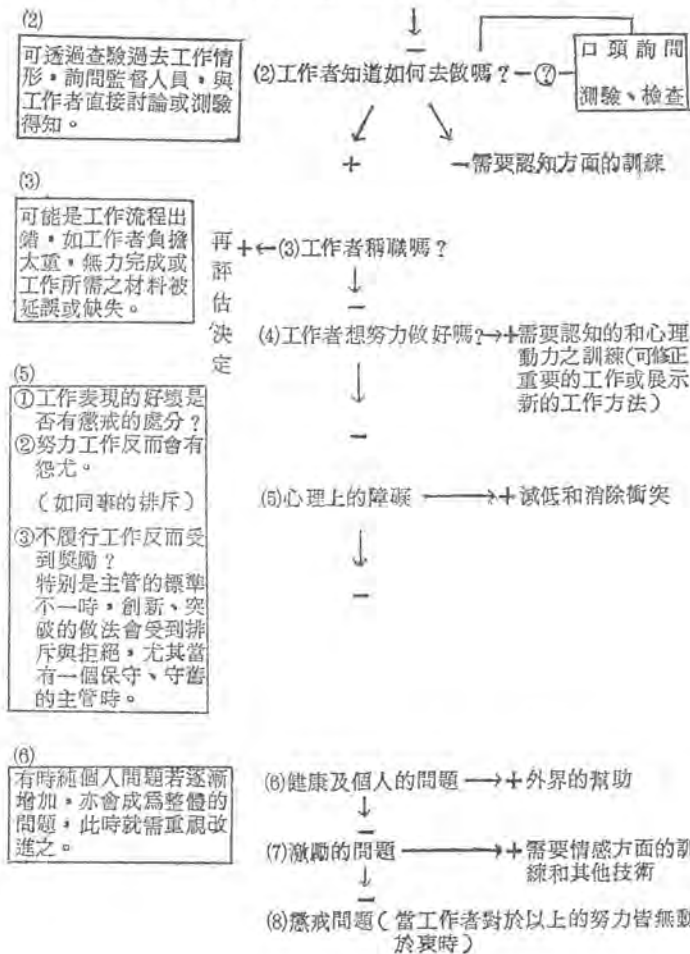 (2)
可透過查驗過去工作情
形，詢問監督人員，與
工作者直接討論或測驗
得知。
(2)工作者知道如何去做嗎？－?－
口頭詢問
測驗、檢查
＋
－需要認知方面的訓練
(3)
可能是工作流程出
錯，如工作者負擔
太重，無力完成或
工作所需之材料被
延誤或缺失。
再評估決定
＋←(3)工作者稱職嗎？
－
(4)工作者想努力做好嗎？→＋需要認知的和心理
動力之訓練(可修正
重要的工作或展示
新的工作方法）
－
(5)
①工作表現的好壞是
否有懲戒的處分？
②努力工作反而會有
怨尤。
（如同事的排斥）
③不履行工作反而受
到獎勵？
特别是主管的標準
不一時，創新、突
破的做法會受到排
斥與拒絕，尤其當
有一個保守、守舊
的主管時。
(5)心理上的障礙→＋減低和消除衝突
－
(6)
有時純個人問題若逐漸
增加，亦會成爲整體的
問題，此時就需重視改
進之。
(6)健康及個人的問題→＋外界的幫助
－
(7)激勵的問題→＋需要情感方面的訓
練和其他技術
－
(8)懲戒問題（當工作者對於以上的努力皆無動
於衷時）